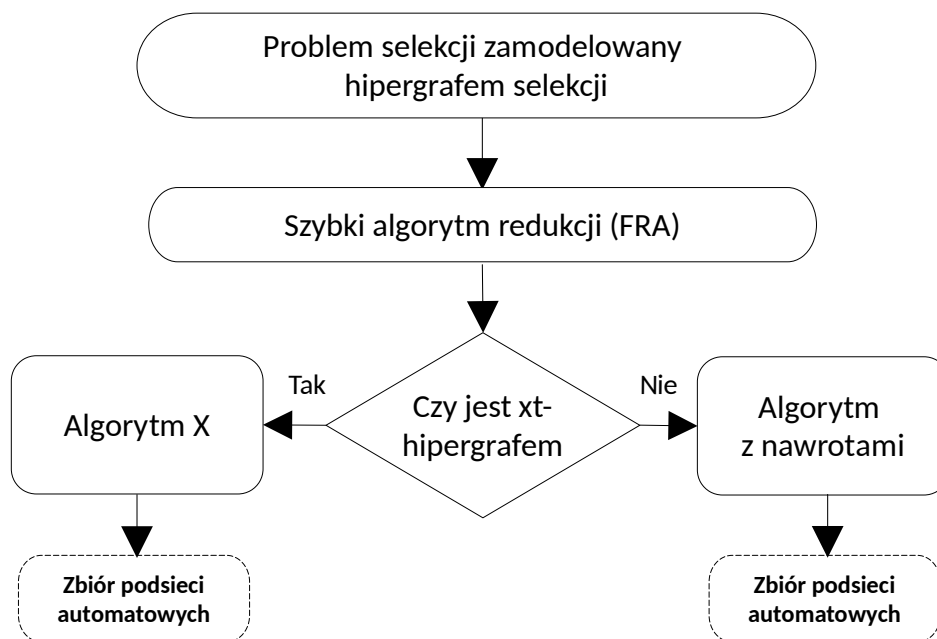 Problem selekcji zamodelowany
hipergrafem selekcji
Szybki algorytm redukcji (FRA)
Tak
Nie
Algorytm X
Czy jest xt-
hipergrafem
Algorytm
z nawrotami
Zbiór podsieci
automatowych
Zbiór podsieci
automatowych